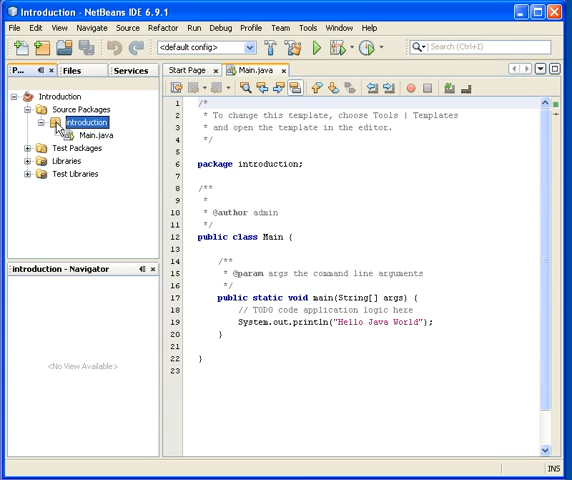 Introduction - NetBeans IDE 6.9.1
File Edit View Navigate Source Refactor Run Debug Profile Team Tools Window Help
<default config>
Search (Ctrl+I)
P... Files Services
Start Page Main.java
Introduction
Source Packages
introduction
Main.java
Test Packages
Libraries
Test Libraries
introduction - Navigator
<No View Available>
1 /*
2 * To change this template, choose Tools | Templates
3 * and open the template in the editor.
4 */
5
6 package introduction;
7
8 /**
9 *
10 * @author admin
11 */
12 public class Main {
13
14 /**
15 * @param args the command line arguments
16 */
17 public static void main(String[] args) {
18 // TODO code application logic here
19 System.out.println("Hello Java World");
20 }
21
22 }
23
INS